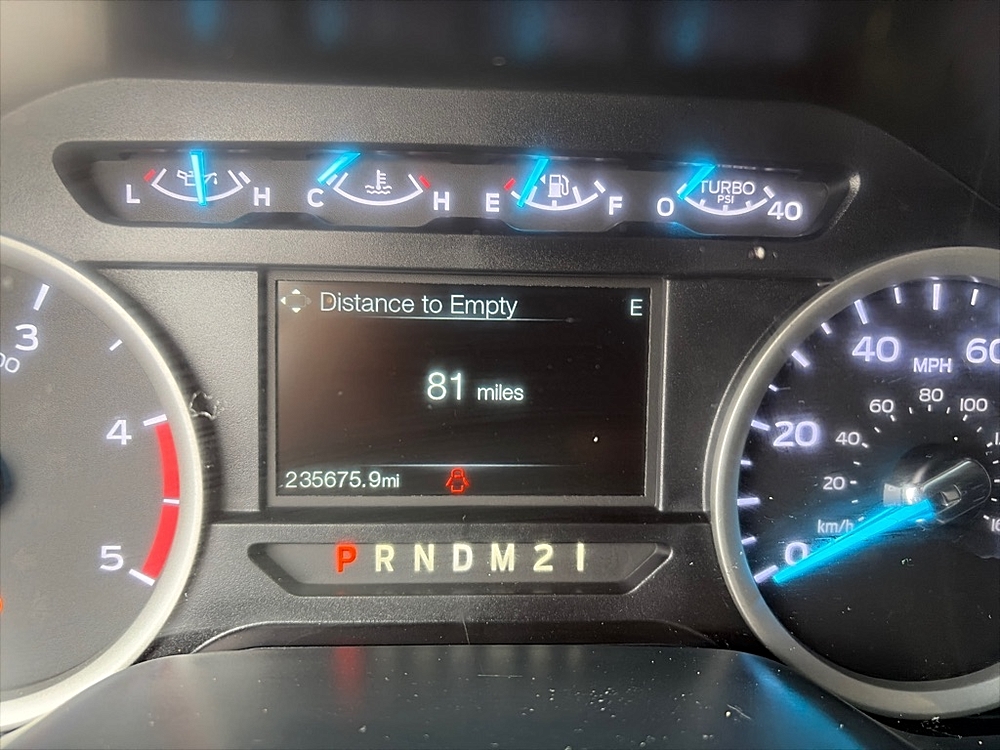 L H C H E F 0 TURBO 40
PSI
Distance to Empty E
81 miles
235675.9mi
P R N D M 2 1
3
4
5
0 20 40 60
MPH
20 40 60 80 100
km/h